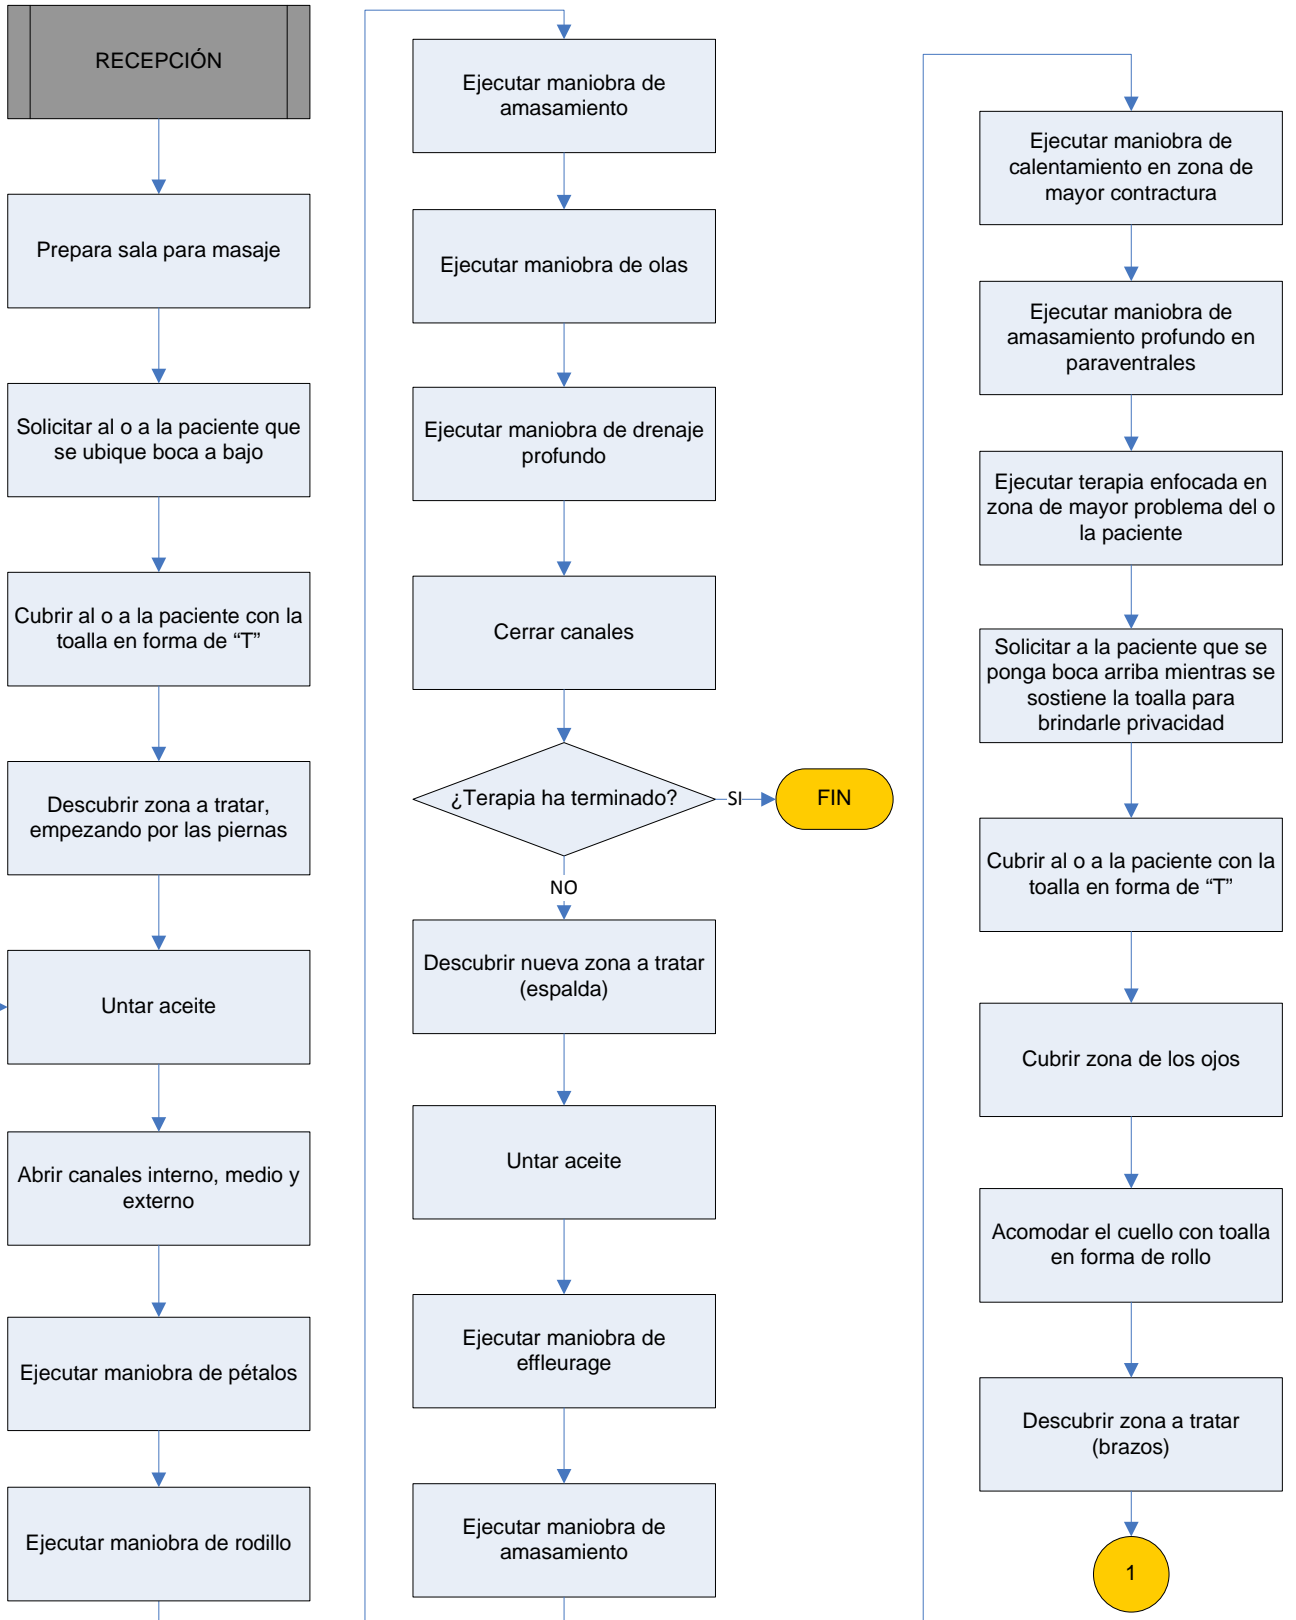 RECEPCIÓN
Prepara sala para masaje
Solicitar al o a la paciente que
se ubique boca a bajo
Cubrir al o a la paciente con la
toalla en forma de “T”
Descubrir zona a tratar,
empezando por las piernas
Untar aceite
Abrir canales interno, medio y
externo
Ejecutar maniobra de pétalos
Ejecutar maniobra de rodillo
Ejecutar maniobra de
amasamiento
Ejecutar maniobra de olas
Ejecutar maniobra de drenaje
profundo
Cerrar canales
¿Terapia ha terminado?
SI
FIN
NO
Descubrir nueva zona a tratar
(espalda)
Untar aceite
Ejecutar maniobra de
effleurage
Ejecutar maniobra de
amasamiento
Ejecutar maniobra de
calentamiento en zona de
mayor contractura
Ejecutar maniobra de
amasamiento profundo en
paraventrales
Ejecutar terapia enfocada en
zona de mayor problema del o
la paciente
Solicitar a la paciente que se
ponga boca arriba mientras se
sostiene la toalla para
brindarle privacidad
Cubrir al o a la paciente con la
toalla en forma de “T”
Cubrir zona de los ojos
Acomodar el cuello con toalla
en forma de rollo
Descubrir zona a tratar
(brazos)
1